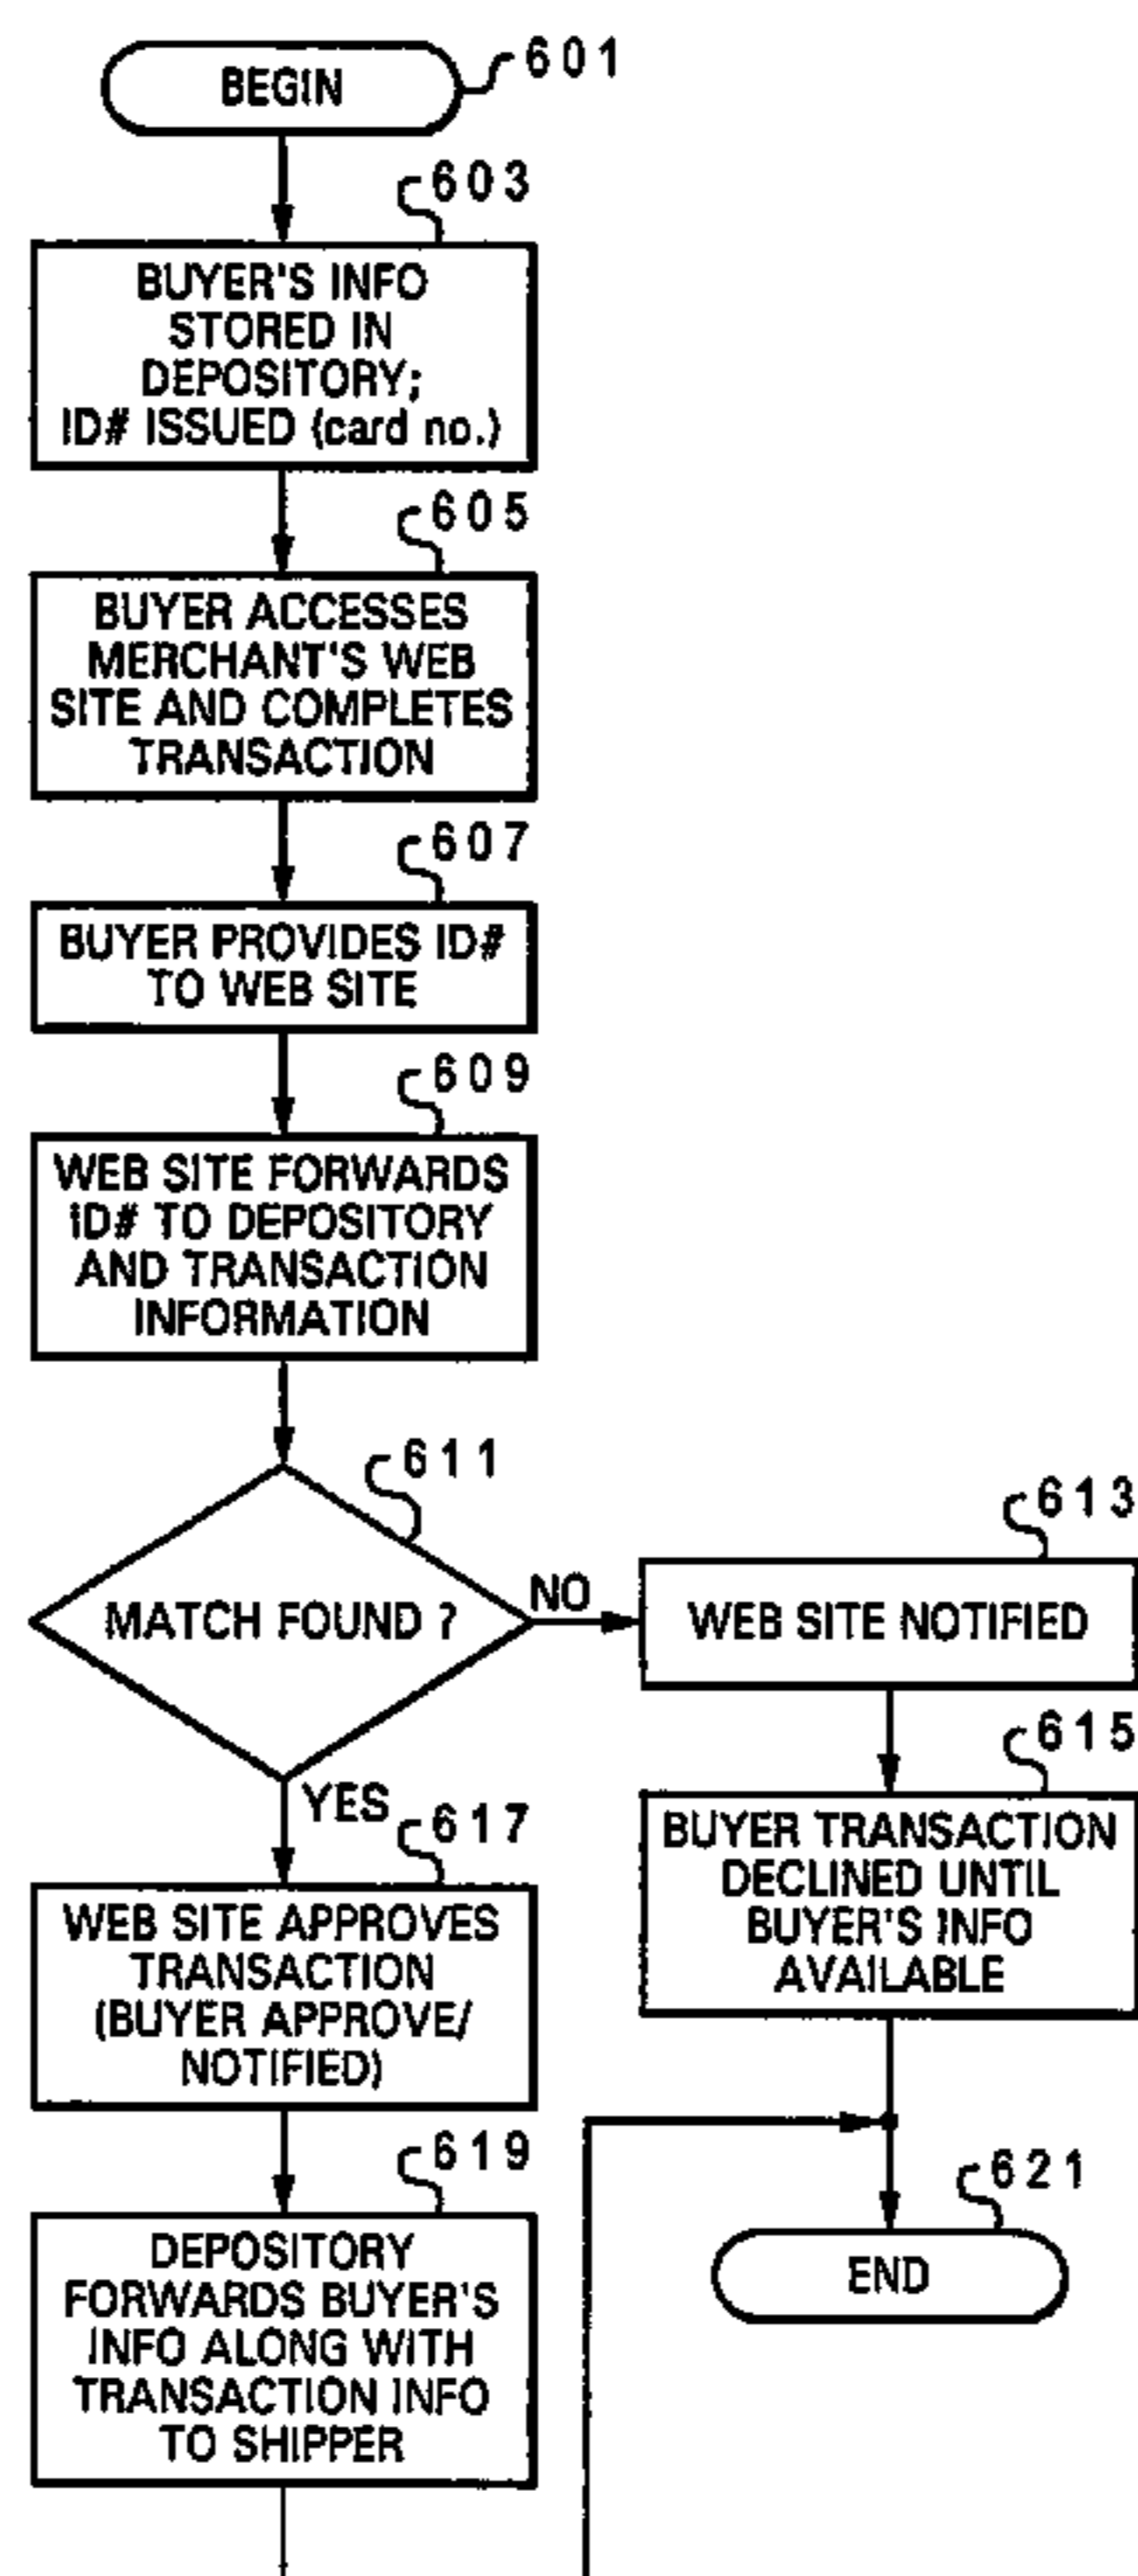 BEGIN
601
603
BUYER'S INFO
STORED IN
DEPOSITORY;
ID# ISSUED (card no.)
605
BUYER ACCESSES
MERCHANT'S WEB
SITE AND COMPLETES
TRANSACTION
607
BUYER PROVIDES ID#
TO WEB SITE
609
WEB SITE FORWARDS
ID# TO DEPOSITORY
AND TRANSACTION
INFORMATION
611
MATCH FOUND ?
NO
613
WEB SITE NOTIFIED
615
BUYER TRANSACTION
DECLINED UNTIL
BUYER'S INFO
AVAILABLE
YES
617
WEB SITE APPROVES
TRANSACTION
(BUYER APPROVE/
NOTIFIED)
619
DEPOSITORY
FORWARDS BUYER'S
INFO ALONG WITH
TRANSACTION INFO
TO SHIPPER
621
END